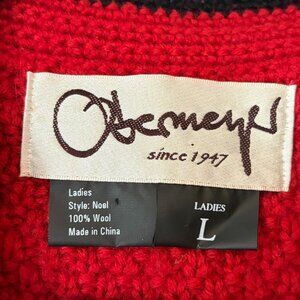 Obermeyer
since 1947
Ladies
Style: Noel
100% Wool
Made in China
LADIES
L